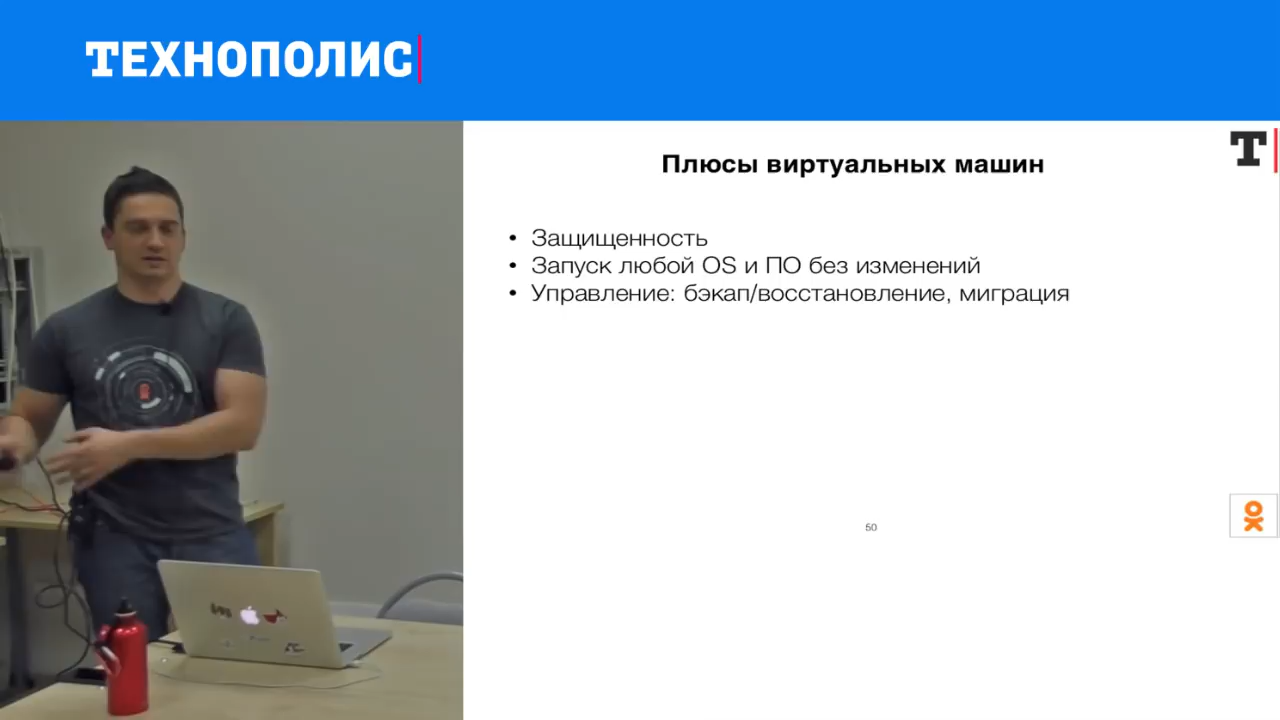 ТЕХНОПОЛИС
Т
Плюсы виртуальных машин
• Защищенность
• Запуск любой OS и ПО без изменений
• Управление: бэкап/восстановление, миграция
50